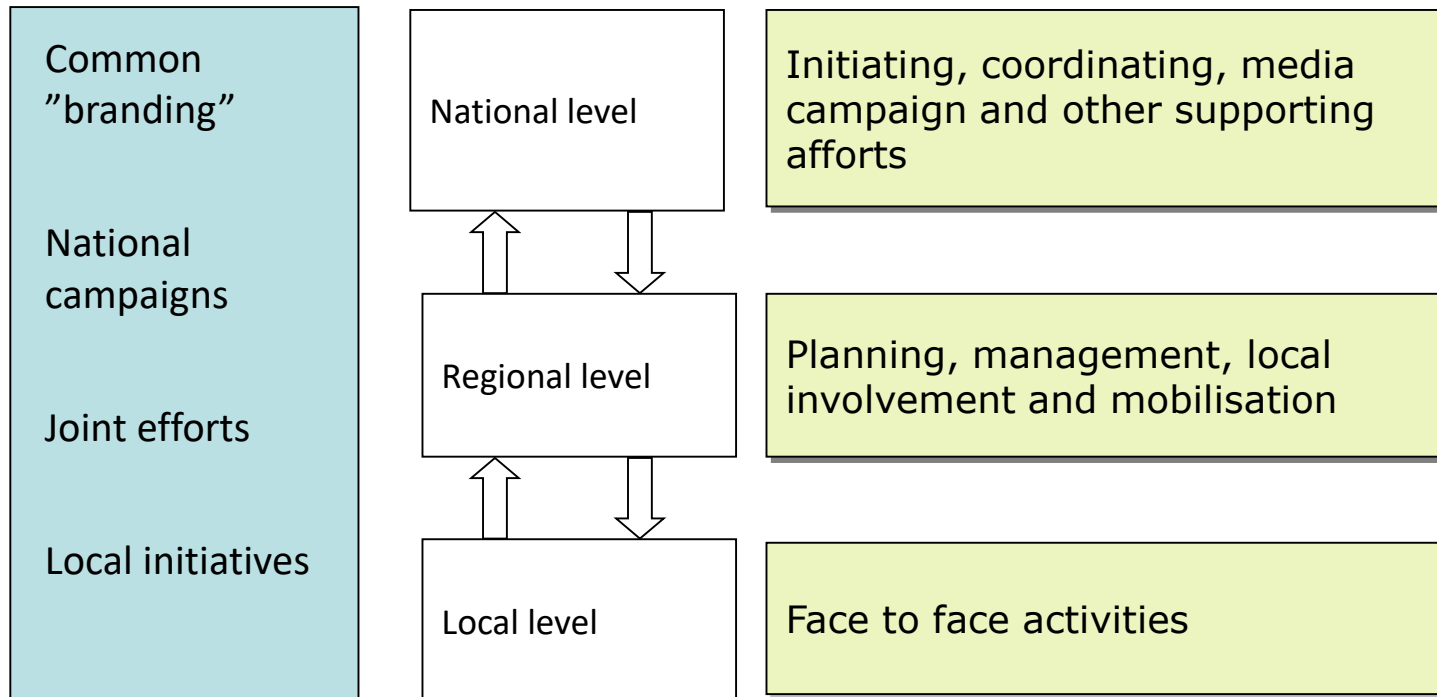 Common
”branding”
National
campaigns
Joint efforts
Local initiatives
National level
Regional level
Local level
Initiating, coordinating, media
campaign and other supporting
afforts
Planning, management, local
involvement and mobilisation
Face to face activities